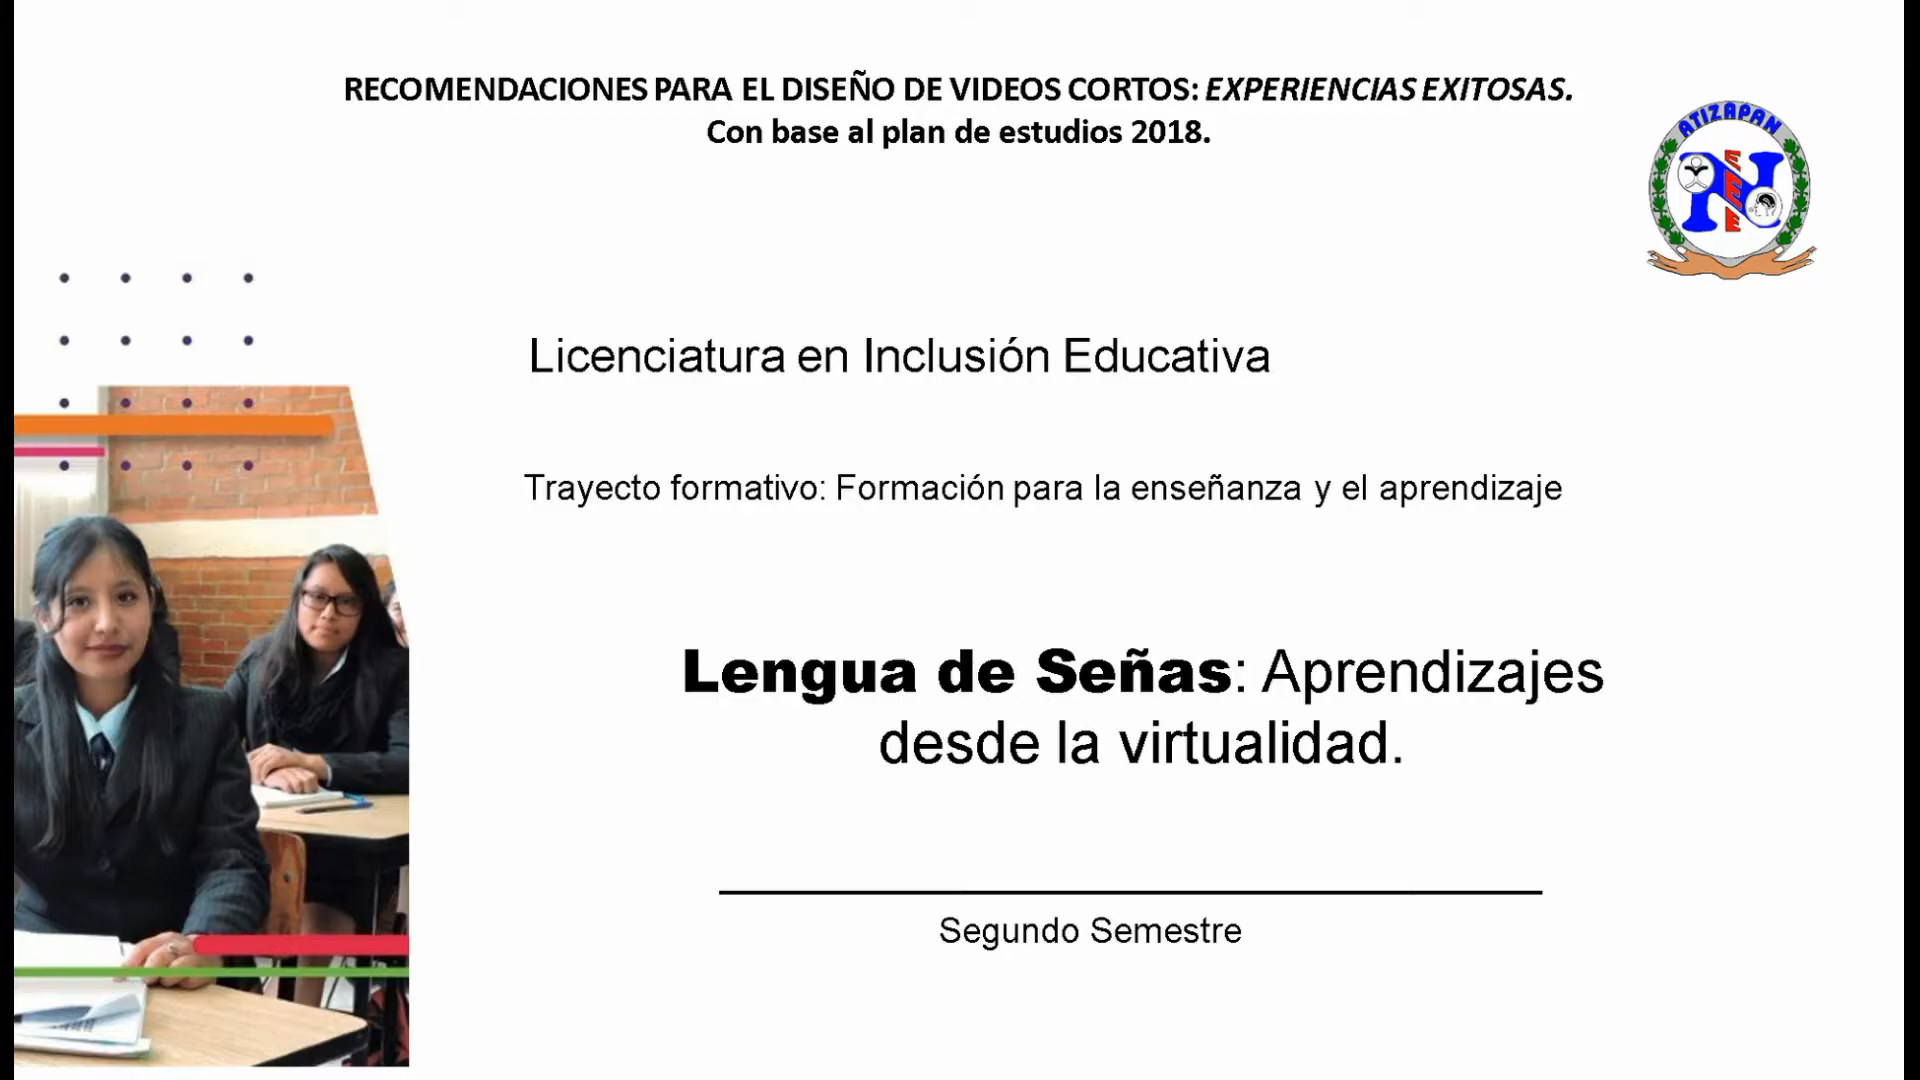 RECOMENDACIONES PARA EL DISEÑO DE VIDEOS CORTOS: EXPERIENCIAS EXITOSAS.
Con base al plan de estudios 2018.
ATIZAPAN
N
Licenciatura en Inclusión Educativa
Trayecto formativo: Formación para la enseñanza y el aprendizaje
Lengua de Señas: Aprendizajes
desde la virtualidad.
Segundo Semestre